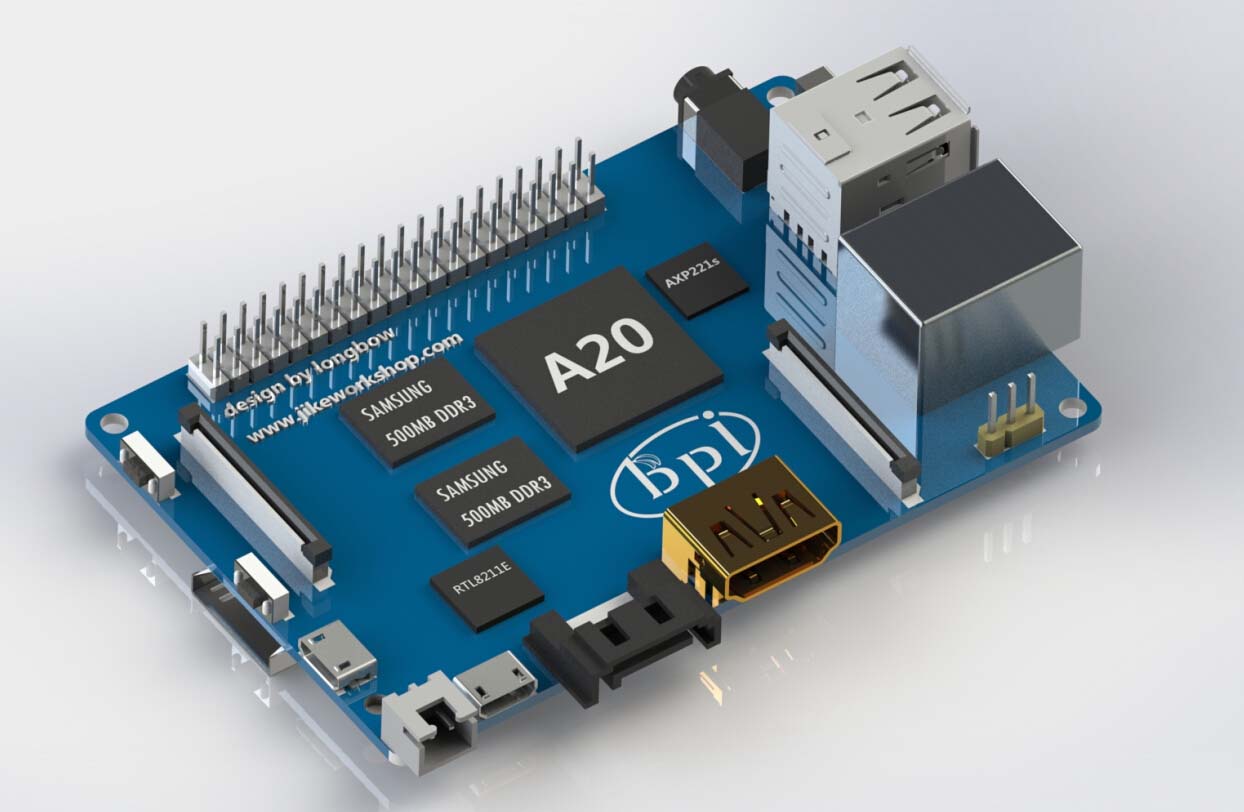 AXP221s
A20
design by longbow
www.jikeworkshop.com
SAMSUNG
500MB DDR3
SAMSUNG
500MB DDR3
bpi
RTL8211E